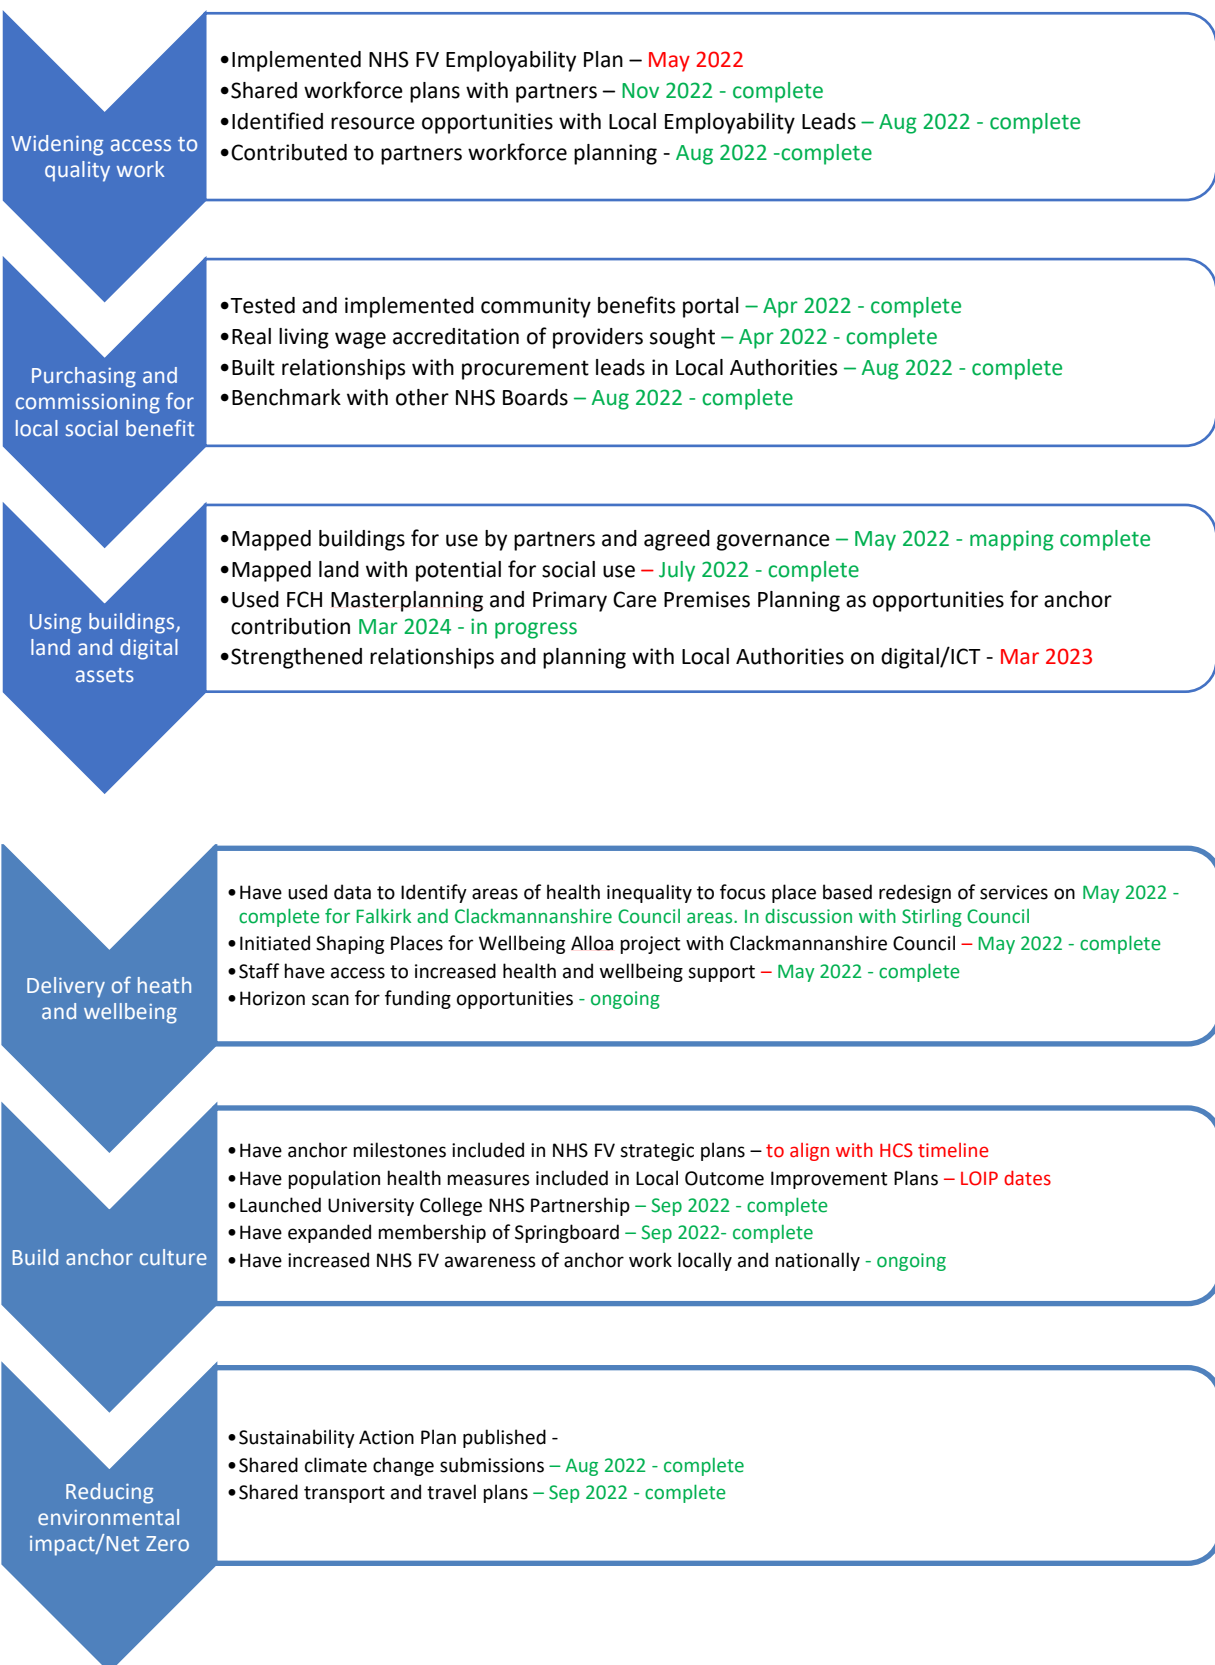 Widening access to
quality work
•Implemented NHS FV Employability Plan – May 2022
•Shared workforce plans with partners – Nov 2022 - complete
•Identified resource opportunities with Local Employability Leads – Aug 2022 - complete
•Contributed to partners workforce planning - Aug 2022 -complete
Purchasing and
commissioning for
local social benefit
•Tested and implemented community benefits portal – Apr 2022 - complete
•Real living wage accreditation of providers sought – Apr 2022 - complete
•Built relationships with procurement leads in Local Authorities – Aug 2022 - complete
•Benchmark with other NHS Boards – Aug 2022 - complete
Using buildings,
land and digital
assets
•Mapped buildings for use by partners and agreed governance – May 2022 - mapping complete
•Mapped land with potential for social use – July 2022 - complete
•Used FCH Masterplanning and Primary Care Premises Planning as opportunities for anchor
contribution Mar 2024 - in progress
•Strengthened relationships and planning with Local Authorities on digital/ICT - Mar 2023
Delivery of heath
and wellbeing
•Have used data to Identify areas of health inequality to focus place based redesign of services on May 2022 -
complete for Falkirk and Clackmannanshire Council areas. In discussion with Stirling Council
•Initiated Shaping Places for Wellbeing Alloa project with Clackmannanshire Council – May 2022 - complete
•Staff have access to increased health and wellbeing support – May 2022 - complete
•Horizon scan for funding opportunities - ongoing
Build anchor culture
•Have anchor milestones included in NHS FV strategic plans – to align with HCS timeline
•Have population health measures included in Local Outcome Improvement Plans – LOIP dates
•Launched University College NHS Partnership – Sep 2022 - complete
•Have expanded membership of Springboard – Sep 2022- complete
•Have increased NHS FV awareness of anchor work locally and nationally - ongoing
Reducing
environmental
impact/Net Zero
•Sustainability Action Plan published -
•Shared climate change submissions – Aug 2022 - complete
•Shared transport and travel plans – Sep 2022 - complete